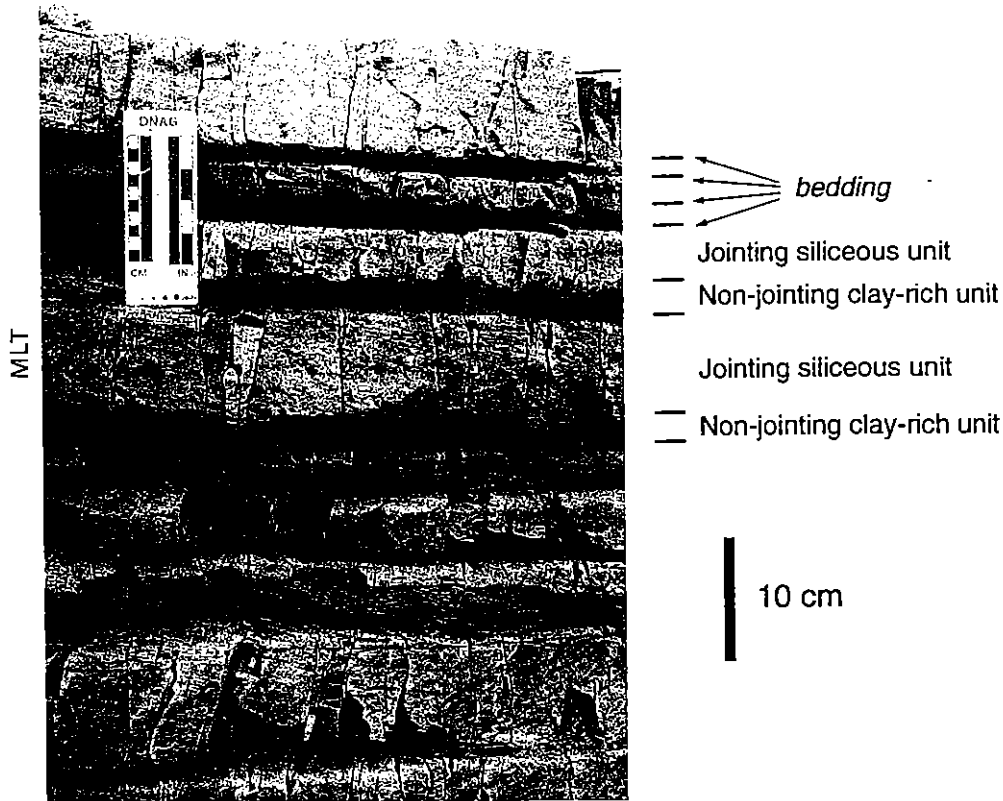 DNAG
CM IN
bedding
Jointing siliceous unit
Non-jointing clay-rich unit
MLT
Jointing siliceous unit
Non-jointing clay-rich unit
10 cm